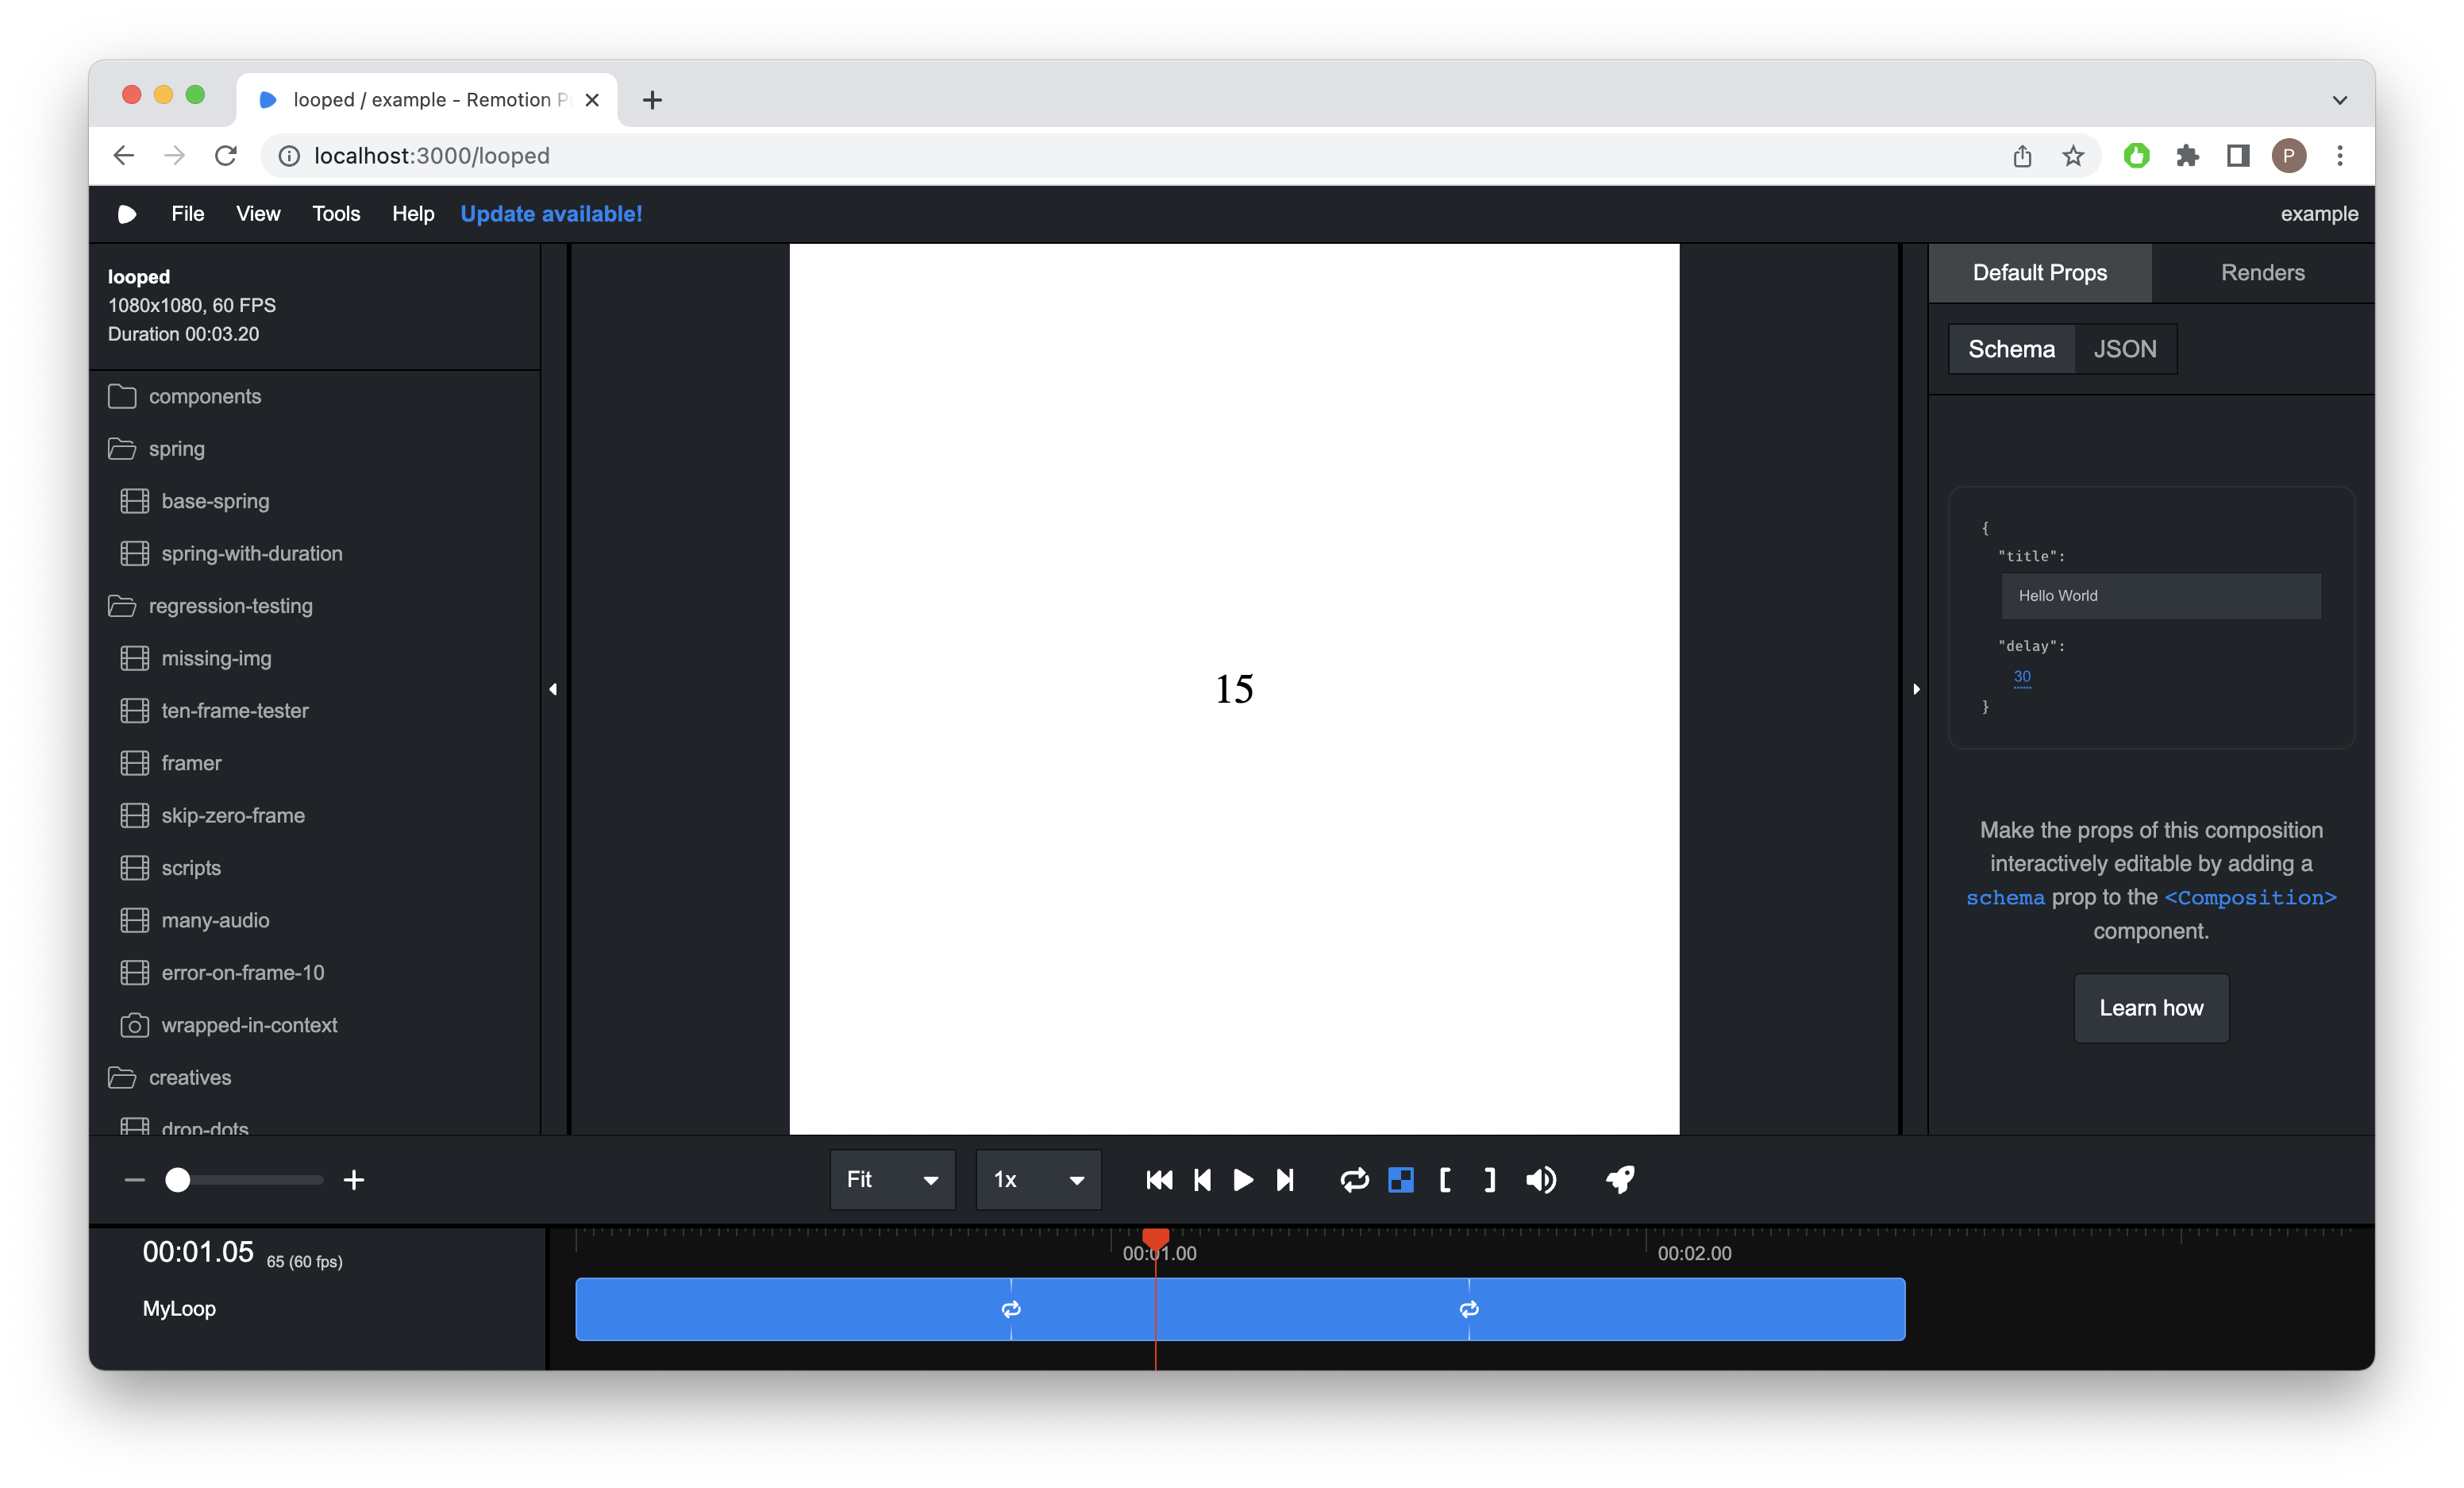 looped / example - Remotion P
localhost:3000/looped
P
File View Tools Help Update available!
example
looped
1080x1080, 60 FPS
Duration 00:03.20
components
spring
base-spring
spring-with-duration
regression-testing
missing-img
ten-frame-tester
framer
skip-zero-frame
scripts
many-audio
error-on-frame-10
wrapped-in-context
creatives
drop-dots
15
Default Props Renders
Schema JSON
{
"title":
Hello World
"delay":
30
}
Make the props of this composition
interactively editable by adding a
schema prop to the <Composition>
component.
Learn how
Fit 1x
00:01.05 65 (60 fps)
MyLoop
00:01.00 00:02.00